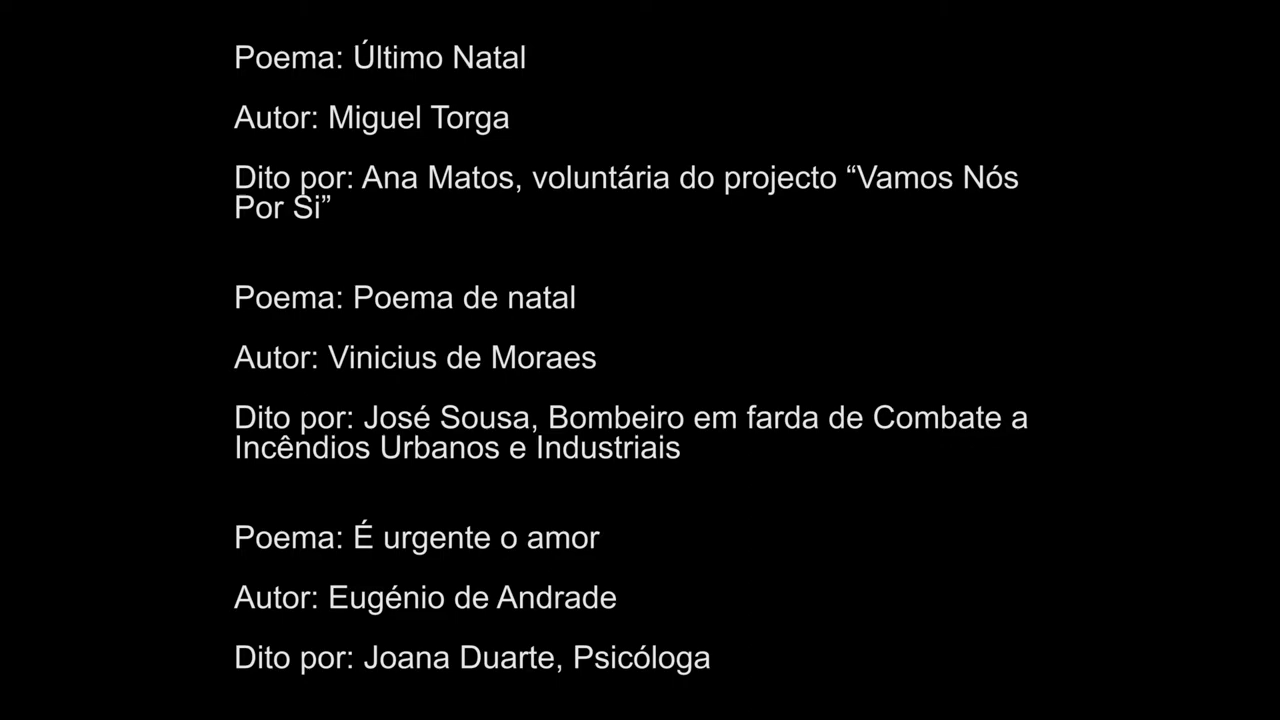 Poema: Último Natal
Autor: Miguel Torga
Dito por: Ana Matos, voluntária do projecto “Vamos Nós
Por Si”
Poema: Poema de natal
Autor: Vinicius de Moraes
Dito por: José Sousa, Bombeiro em farda de Combate a
Incêndios Urbanos e Industriais
Poema: É urgente o amor
Autor: Eugénio de Andrade
Dito por: Joana Duarte, Psicóloga